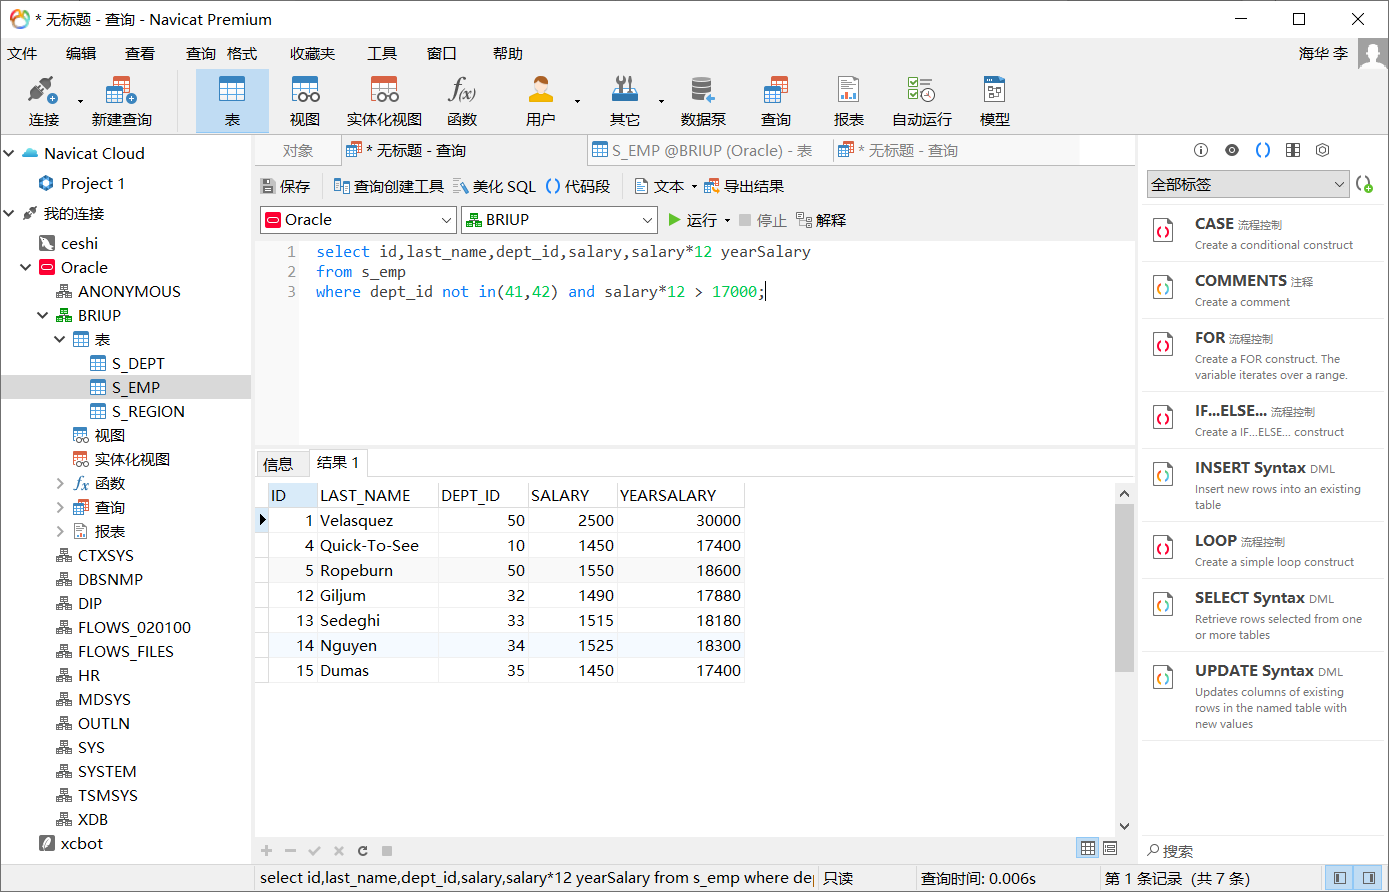 * 无标题 - 查询 - Navicat Premium
文件 编辑 查看 查询 格式 收藏夹 工具 窗口 帮助 海华 李
连接 新建查询 表 视图 实体化视图 函数 用户 其它 数据泵 查询 报表 自动运行 模型
Navicat Cloud
Project 1
我的连接
ceshi
Oracle
ANONYMOUS
BRIUP
表
S_DEPT
S_EMP
S_REGION
视图
实体化视图
函数
查询
报表
CTXSYS
DBSNMP
DIP
FLOWS_020100
FLOWS_FILES
HR
MDSYS
OUTLN
SYS
SYSTEM
TSMSYS
XDB
xcbot
对象 * 无标题 - 查询 S_EMP @BRIUP (Oracle) - 表 * 无标题 - 查询
保存 查询创建工具 美化 SQL () 代码段 文本 导出结果
Oracle BRIUP 运行 停止 解释
1 select id,last_name,dept_id,salary,salary*12 yearSalary
2 from s_emp
3 where dept_id not in(41,42) and salary*12 > 17000;
信息 结果 1
ID LAST_NAME DEPT_ID SALARY YEARSALARY
1 Velasquez 50 2500 30000
4 Quick-To-See 10 1450 17400
5 Ropeburn 50 1550 18600
12 Giljum 32 1490 17880
13 Sedeghi 33 1515 18180
14 Nguyen 34 1525 18300
15 Dumas 35 1450 17400
全部标签
CASE 流程控制
Create a conditional construct
COMMENTS 注释
Create a comment
FOR 流程控制
Create a FOR construct. The
variable iterates over a range.
IF...ELSE... 流程控制
Create a IF...ELSE... construct
INSERT Syntax DML
Insert new rows into an existing
table
LOOP 流程控制
Create a simple loop construct
SELECT Syntax DML
Retrieve rows selected from one
or more tables
UPDATE Syntax DML
Updates columns of existing
rows in the named table with
new values
搜索
select id,last_name,dept_id,salary,salary*12 yearSalary from s_emp where dep 只读 查询时间: 0.006s 第 1 条记录 (共 7 条)